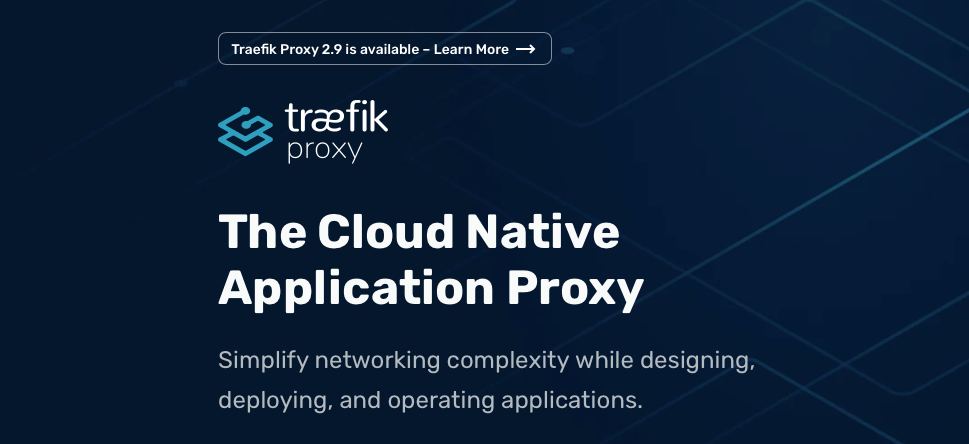 Traefik Proxy 2.9 is available – Learn More →
træfik
proxy
The Cloud Native
Application Proxy
Simplify networking complexity while designing,
deploying, and operating applications.